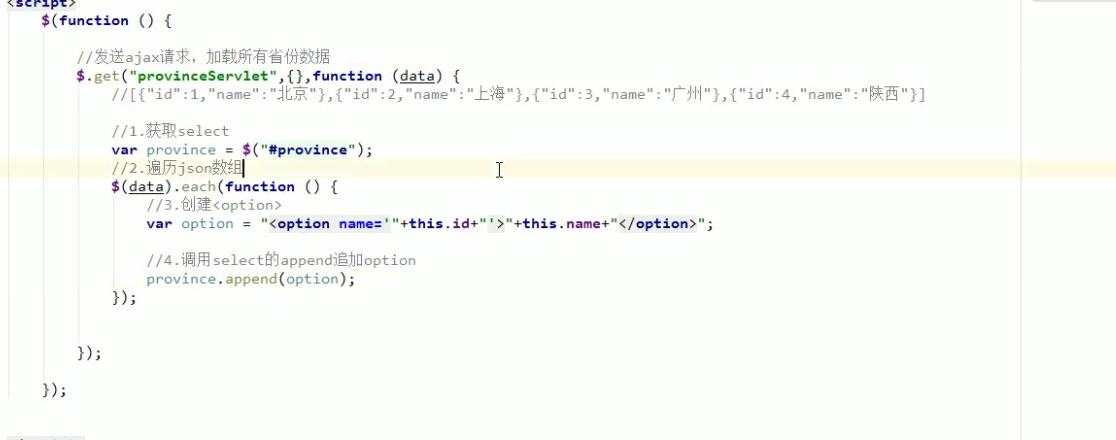 <script>
$(function () {
//发送ajax请求，加载所有省份数据
$.get("provinceServlet",{},function (data) {
//[{"id":1,"name":"北京"},{"id":2,"name":"上海"},{"id":3,"name":"广州"},{"id":4,"name":"陕西"}]
//1.获取select
var province = $("#province");
//2.遍历json数组
$(data).each(function () {
//3.创建<option>
var option = "<option name='"+this.id+"'>"+this.name+"</option>";
//4.调用select的append追加option
province.append(option);
});
});
});